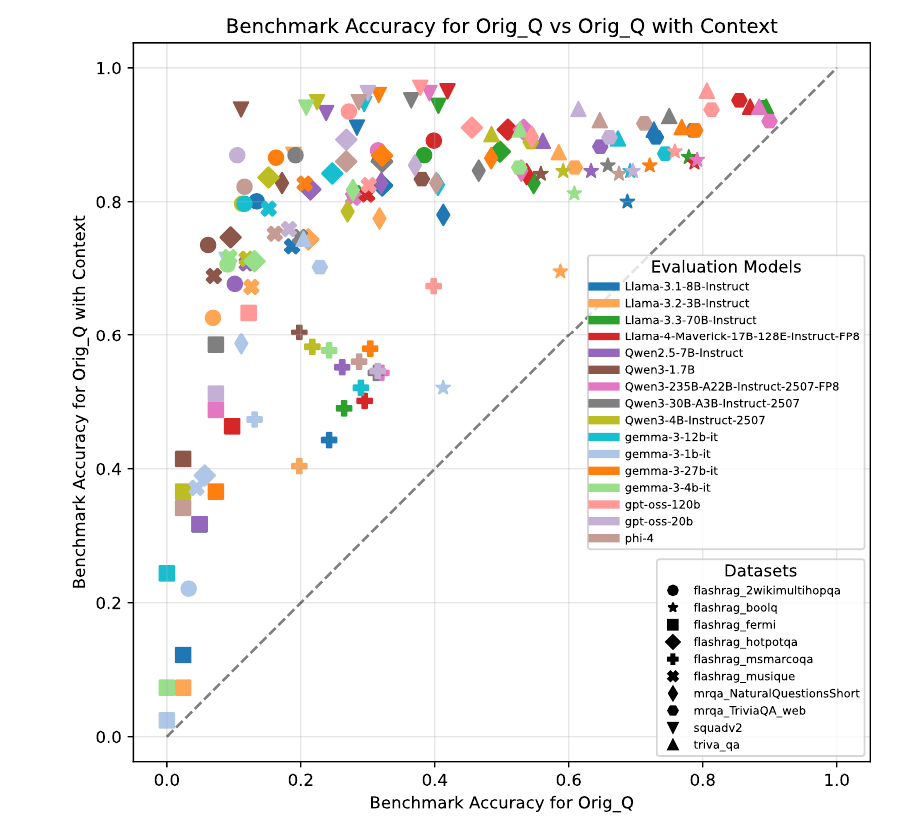 Benchmark Accuracy for Orig_Q vs Orig_Q with Context
Benchmark Accuracy for Orig_Q with Context
1.0
0.8
0.6
0.4
0.2
0.0
0.0 0.2 0.4 0.6 0.8 1.0
Benchmark Accuracy for Orig_Q
Evaluation Models
Llama-3.1-8B-Instruct
Llama-3.2-3B-Instruct
Llama-3.3-70B-Instruct
Llama-4-Maverick-17B-128E-Instruct-FP8
Qwen2.5-7B-Instruct
Qwen3-1.7B
Qwen3-235B-A22B-Instruct-2507-FP8
Qwen3-30B-A3B-Instruct-2507
Qwen3-4B-Instruct-2507
gemma-3-12b-it
gemma-3-1b-it
gemma-3-27b-it
gemma-3-4b-it
gpt-oss-120b
gpt-oss-20b
phi-4
Datasets
flashrag_2wikimultihopqa
flashrag_boolq
flashrag_fermi
flashrag_hotpotqa
flashrag_msmarcoqa
flashrag_musique
mrqa_NaturalQuestionsShort
mrqa_TriviaQA_web
squadv2
triva_qa